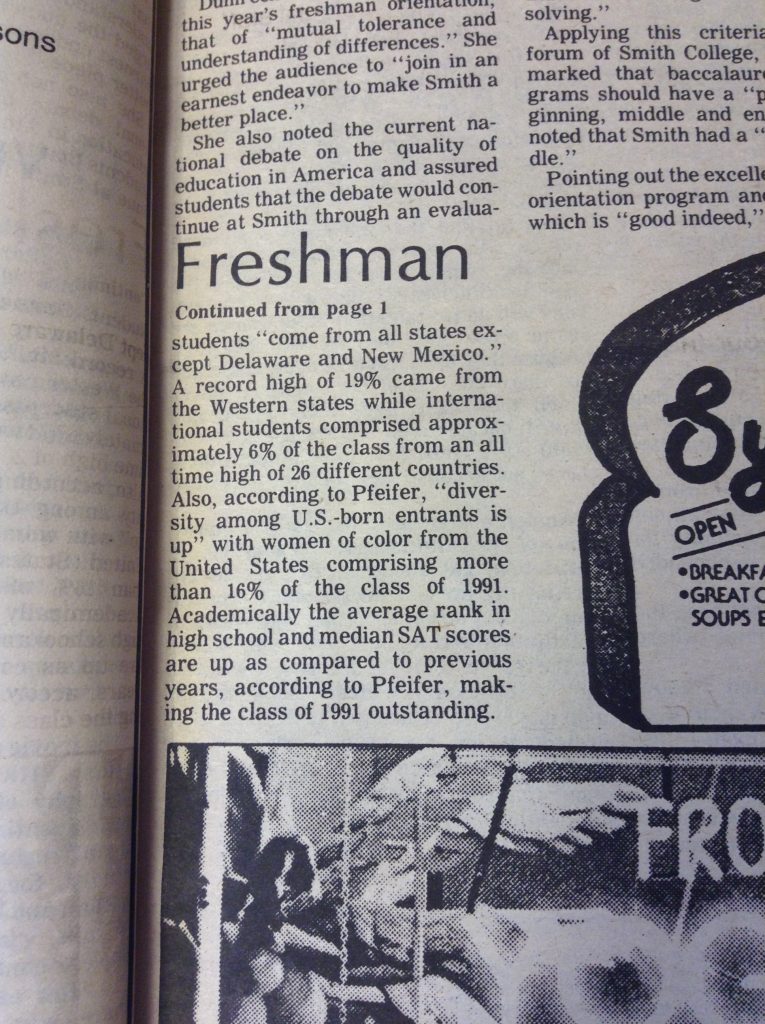 sons
this year's freshman orientation,
that of "mutual tolerance and
understanding of differences." She
urged the audience to "join in an
earnest endeavor to make Smith a
better place."
She also noted the current na-
tional debate on the quality of
education in America and assured
students that the debate would con-
tinue at Smith through an evalua-
Freshman
Continued from page 1
students "come from all states ex-
cept Delaware and New Mexico."
A record high of 19% came from
the Western states while interna-
tional students comprised approx-
imately 6% of the class from an all
time high of 26 different countries.
Also, according to Pfeifer, "diver-
sity among U.S.-born entrants is
up" with women of color from the
United States comprising more
than 16% of the class of 1991.
Academically the average rank in
high school and median SAT scores
are up as compared to previous
years, according to Pfeifer, mak-
ing the class of 1991 outstanding.
solving."
Applying this criteria
forum of Smith College,
marked that baccalaure
grams should have a "p
ginning, middle and en
noted that Smith had a "
dle."
Pointing out the excelle
orientation program and
which is "good indeed,"
Sy
OPEN
•BREAKFA
•GREAT C
SOUPS E
FRO
YOG